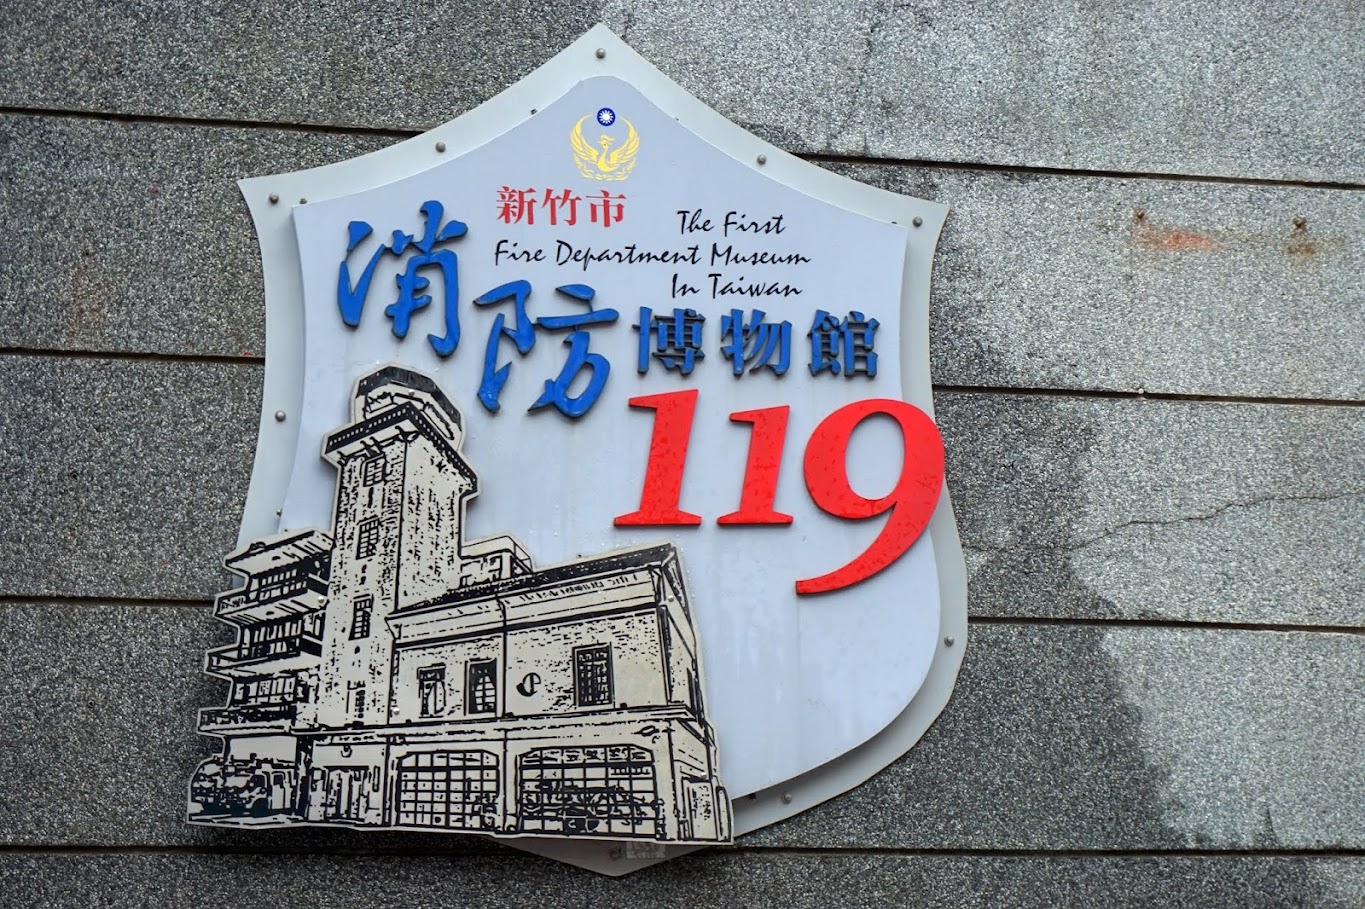 新竹市
The First
Fire Department Museum
In Taiwan
消防博物館
119